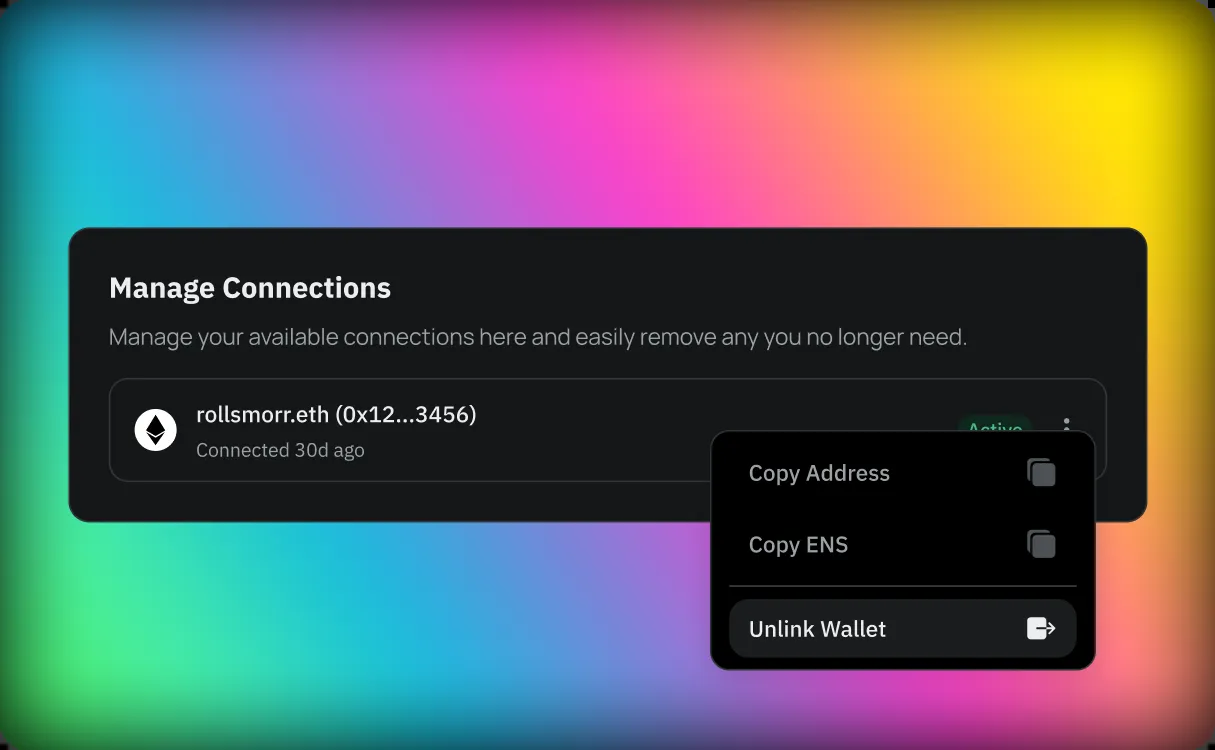 Manage Connections
Manage your available connections here and easily remove any you no longer need.
rollsmorr.eth (0x12...3456)
Connected 30d ago
Active
Copy Address
Copy ENS
Unlink Wallet